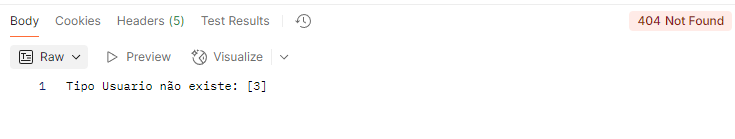 Body Cookies Headers (5) Test Results 404 Not Found
Raw Preview Visualize
1 Tipo Usuario não existe: [3]